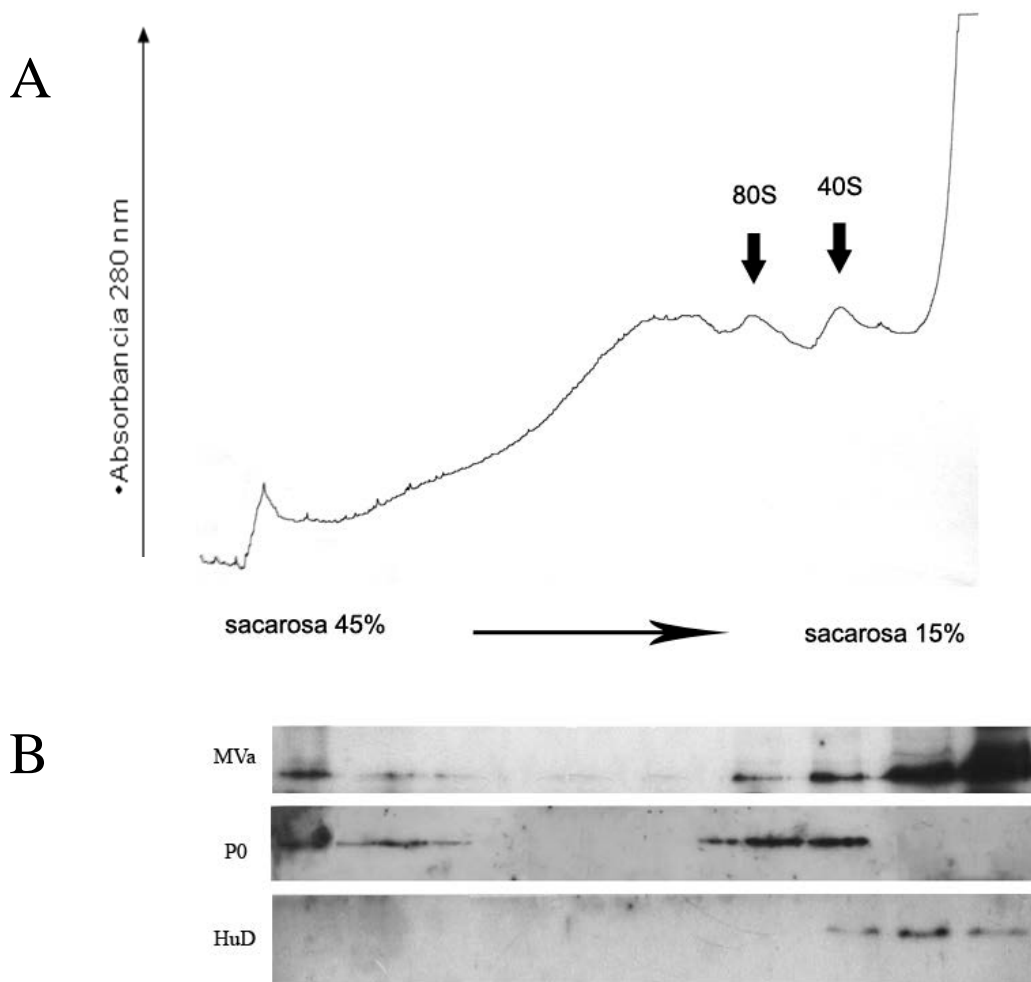 A
•Absorbancia 280 nm
80S
40S
sacarosa 45%
sacarosa 15%
B
MVa
P0
HuD